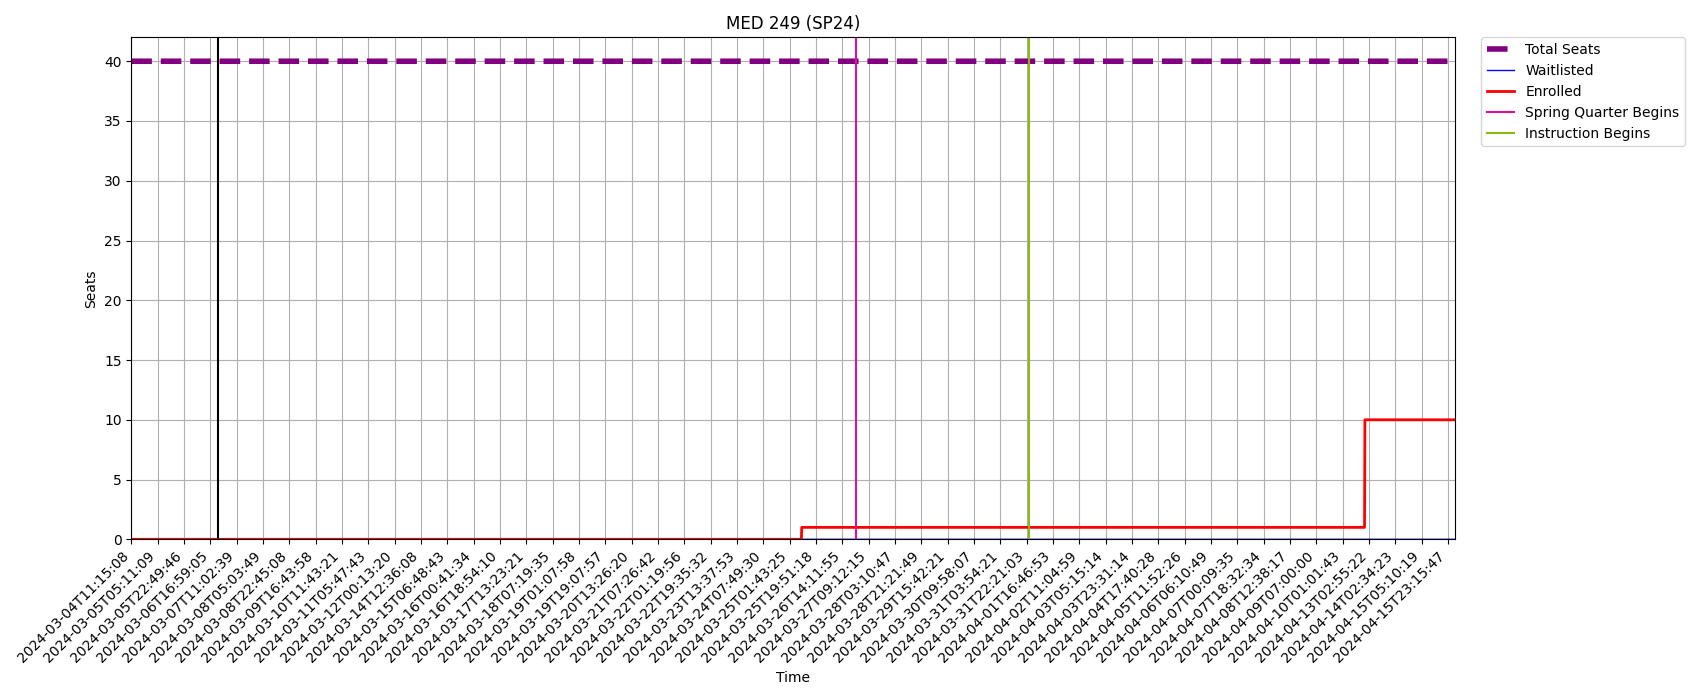 MED 249 (SP24)
Total Seats
Waitlisted
Enrolled
Spring Quarter Begins
Instruction Begins
Seats
40
35
30
25
20
15
10
5
0
2024-03-04T11:15:08
2024-03-05T05:11:09
2024-03-05T22:49:46
2024-03-06T16:59:05
2024-03-07T11:02:39
2024-03-08T05:03:49
2024-03-08T22:45:08
2024-03-09T16:43:58
2024-03-10T11:43:21
2024-03-11T05:47:43
2024-03-12T00:13:20
2024-03-14T12:36:08
2024-03-15T06:48:43
2024-03-16T00:41:34
2024-03-16T18:54:10
2024-03-17T13:23:21
2024-03-18T07:19:35
2024-03-19T01:07:58
2024-03-19T19:07:57
2024-03-20T13:26:20
2024-03-21T07:26:42
2024-03-22T01:19:56
2024-03-22T19:35:32
2024-03-23T13:37:53
2024-03-24T07:49:30
2024-03-25T01:43:25
2024-03-25T19:51:18
2024-03-26T14:11:55
2024-03-27T09:12:15
2024-03-28T03:10:47
2024-03-28T21:21:49
2024-03-29T15:42:21
2024-03-30T09:58:07
2024-03-31T03:54:21
2024-03-31T22:21:03
2024-04-01T16:46:53
2024-04-02T11:04:59
2024-04-03T05:15:14
2024-04-03T23:31:14
2024-04-04T17:40:28
2024-04-05T11:52:26
2024-04-06T06:10:49
2024-04-07T00:09:35
2024-04-07T18:32:34
2024-04-08T12:38:17
2024-04-09T07:00:00
2024-04-10T01:01:43
2024-04-13T02:55:22
2024-04-14T02:34:23
2024-04-15T05:10:19
2024-04-15T23:15:47
Time